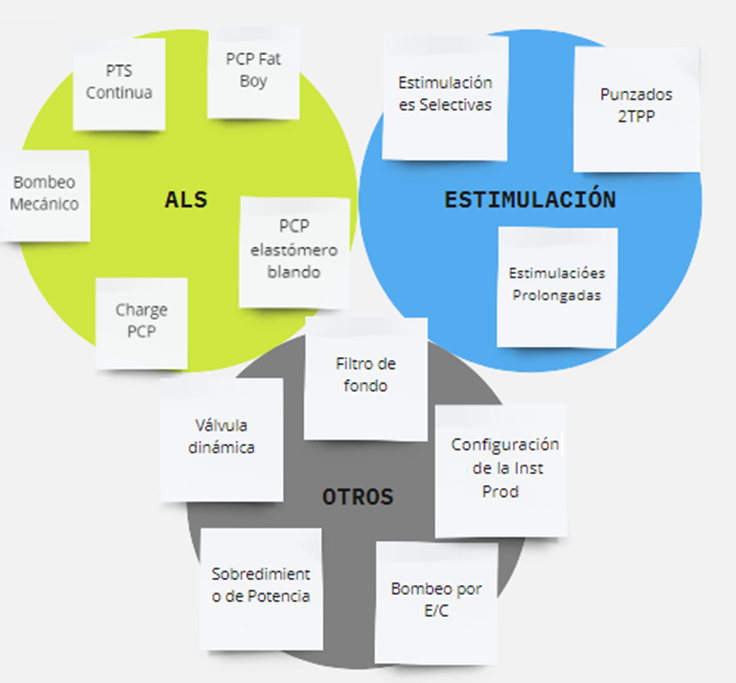 PTS
Continua
PCP Fat
Boy
Bombeo
Mecánico
ALS
PCP
elastómero
blando
Charge
PCP
Estimulación
es Selectivas
Punzados
2TPP
ESTIMULACIÓN
Estimulacióes
Prolongadas
Filtro de
fondo
Válvula
dinámica
Configuración
de la Inst
Prod
OTROS
Sobredimient
o de Potencia
Bombeo por
E/C